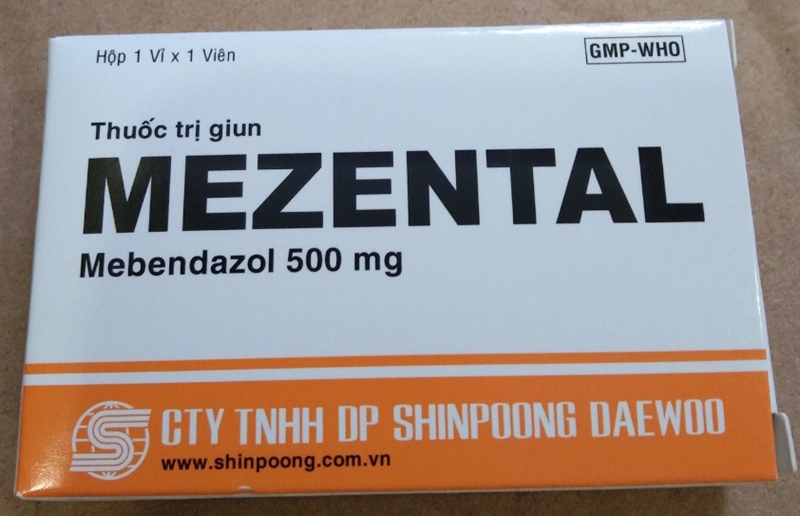 Hộp 1 Vỉ x 1 Viên
GMP-WHO
Thuốc trị giun
MEZENTAL
Mebendazol 500 mg
CTY TNHH DP SHINPOONG DAEWOO
www.shinpoong.com.vn